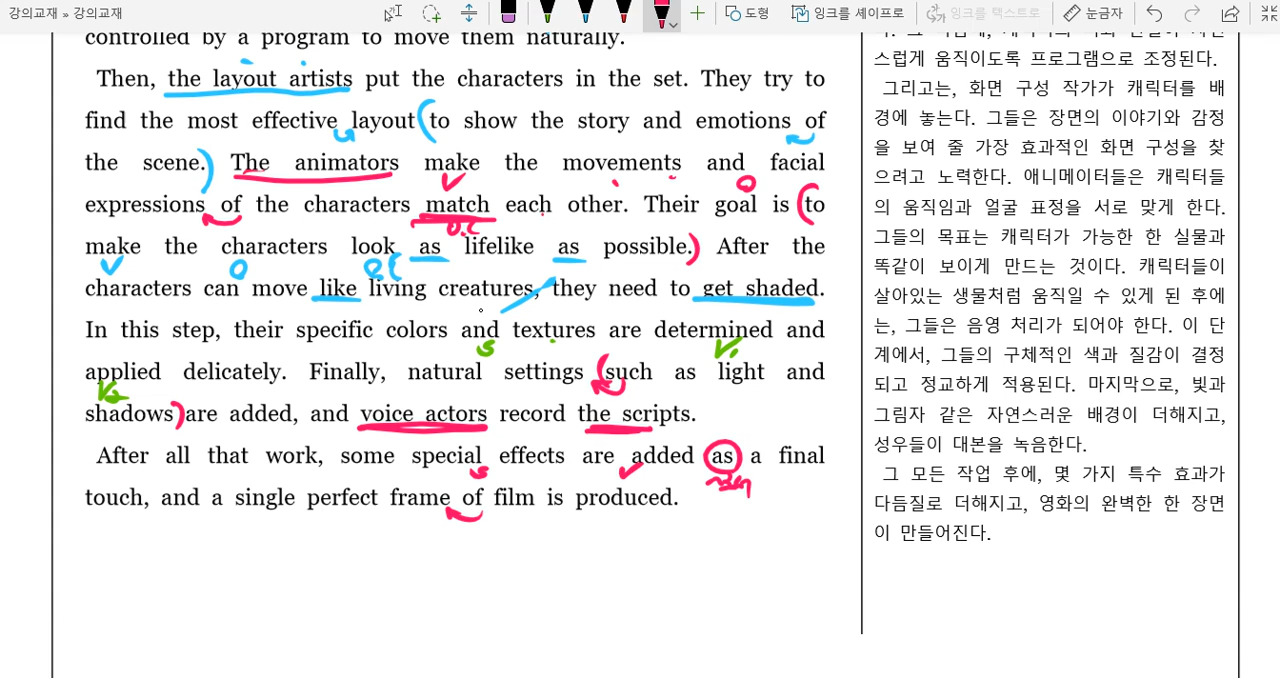 강의교재 » 강의교재
도형
잉크를 셰이프로
잉크를 텍스트로
눈금자
controlled by a program to move them naturally.
Then, the layout artists put the characters in the set. They try to
find the most effective layout to show the story and emotions of
the scene. The animators make the movements and facial
expressions of the characters match each other. Their goal is to
make the characters look as lifelike as possible. After the
characters can move like living creatures, they need to get shaded.
In this step, their specific colors and textures are determined and
applied delicately. Finally, natural settings such as light and
shadows are added, and voice actors record the scripts.
After all that work, some special effects are added as a final
touch, and a single perfect frame of film is produced.
스럽게 움직이도록 프로그램으로 조정된다.
그리고는, 화면 구성 작가가 캐릭터를 배
경에 놓는다. 그들은 장면의 이야기와 감정
을 보여 줄 가장 효과적인 화면 구성을 찾
으려고 노력한다. 애니메이터들은 캐릭터들
의 움직임과 얼굴 표정을 서로 맞게 한다.
그들의 목표는 캐릭터가 가능한 한 실물과
똑같이 보이게 만드는 것이다. 캐릭터들이
살아있는 생물처럼 움직일 수 있게 된 후에
는, 그들은 음영 처리가 되어야 한다. 이 단
계에서, 그들의 구체적인 색과 질감이 결정
되고 정교하게 적용된다. 마지막으로, 빛과
그림자 같은 자연스러운 배경이 더해지고,
성우들이 대본을 녹음한다.
그 모든 작업 후에, 몇 가지 특수 효과가
다듬질로 더해지고, 영화의 완벽한 한 장면
이 만들어진다.